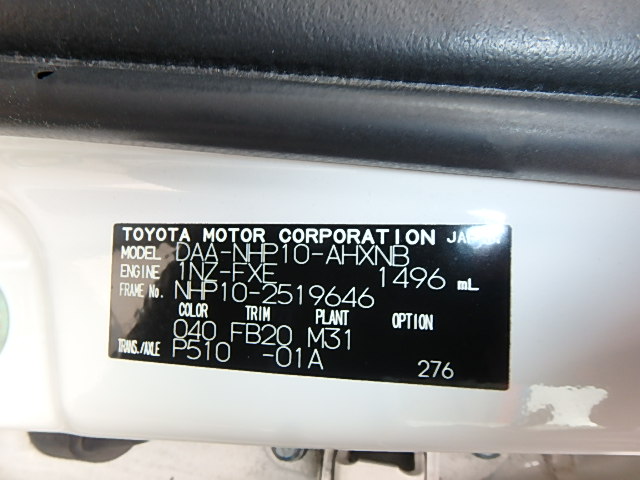 TOYOTA MOTOR CORPORATION JAPAN
MODEL DAA-NHP10-AHXNB
ENGINE 1NZ-FXE 1496 mL
FRAME No. NHP10-2519646
COLOR TRIM PLANT OPTION
040 FB20 M31
TRANS./AXLE P510 -01A
276